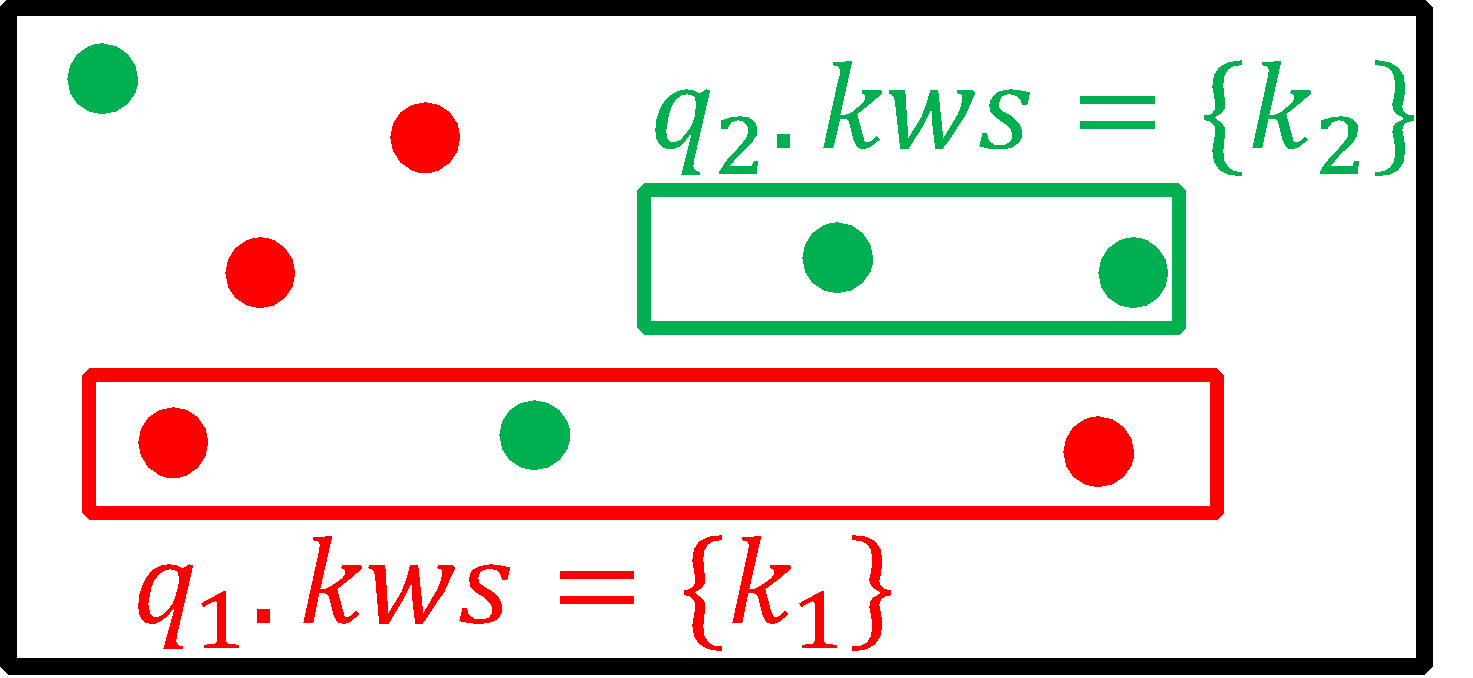 q₂.kws = {k₂}
q₁.kws = {k₁}